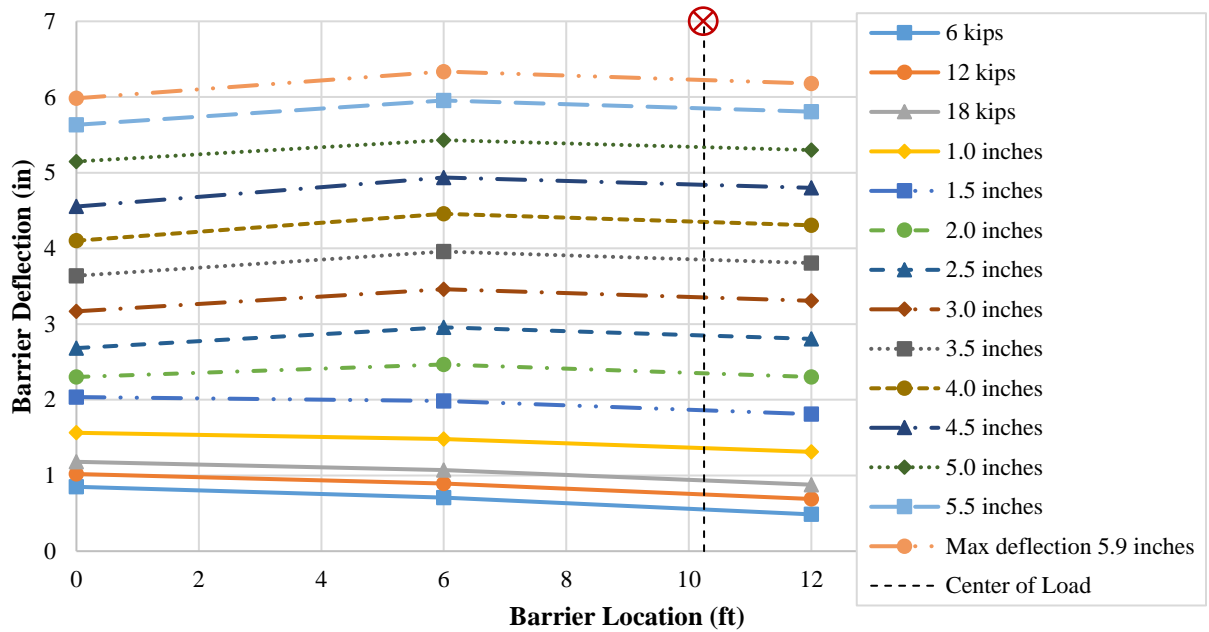 Barrier Deflection (in)
7
6
5
4
3
2
1
0
0 2 4 6 8 10 12
Barrier Location (ft)
6 kips
12 kips
18 kips
1.0 inches
1.5 inches
2.0 inches
2.5 inches
3.0 inches
3.5 inches
4.0 inches
4.5 inches
5.0 inches
5.5 inches
Max deflection 5.9 inches
Center of Load